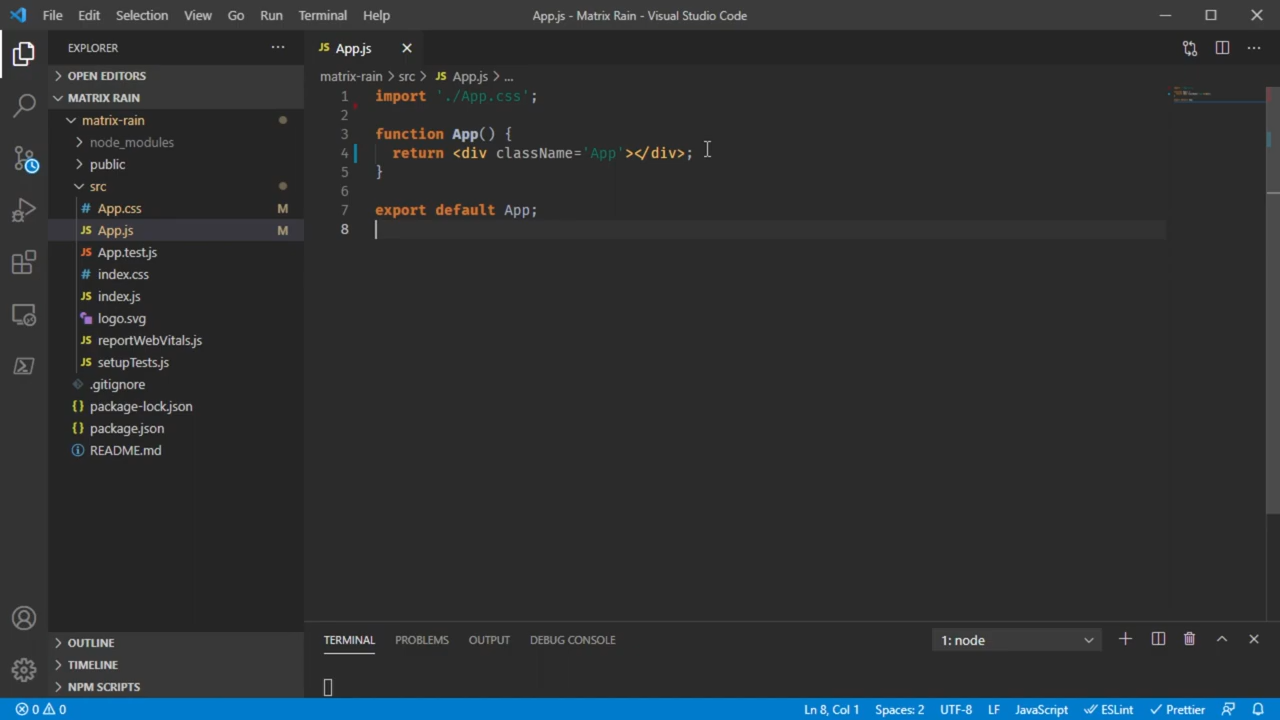 File Edit Selection View Go Run Terminal Help
App.js - Matrix Rain - Visual Studio Code
EXPLORER
OPEN EDITORS
MATRIX RAIN
matrix-rain
node_modules
public
src
# App.css M
JS App.js M
JS App.test.js
# index.css
JS index.js
logo.svg
JS reportWebVitals.js
JS setupTests.js
.gitignore
{} package-lock.json
{} package.json
README.md
OUTLINE
TIMELINE
NPM SCRIPTS
JS App.js
matrix-rain > src > JS App.js > ...
1 import './App.css';
2
3 function App() {
4 return <div className='App'></div>;
5 }
6
7 export default App;
8
TERMINAL PROBLEMS OUTPUT DEBUG CONSOLE
1: node
0 0
Ln 8, Col 1 Spaces: 2 UTF-8 LF JavaScript ESLint Prettier